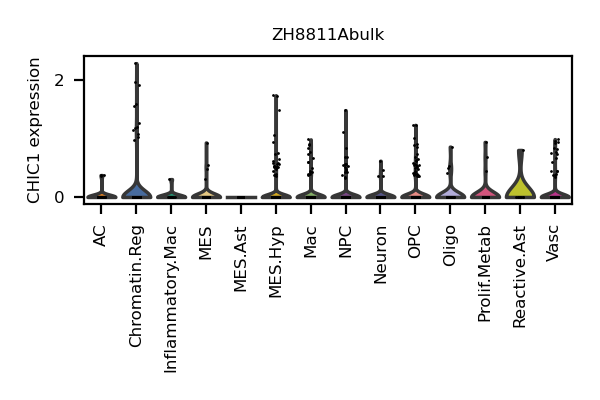 ZH8811Abulk
CHIC1 expression
2
0
AC
Chromatin.Reg
Inflammatory.Mac
MES
MES.Ast
MES.Hyp
Mac
NPC
Neuron
OPC
Oligo
Prolif.Metab
Reactive.Ast
Vasc